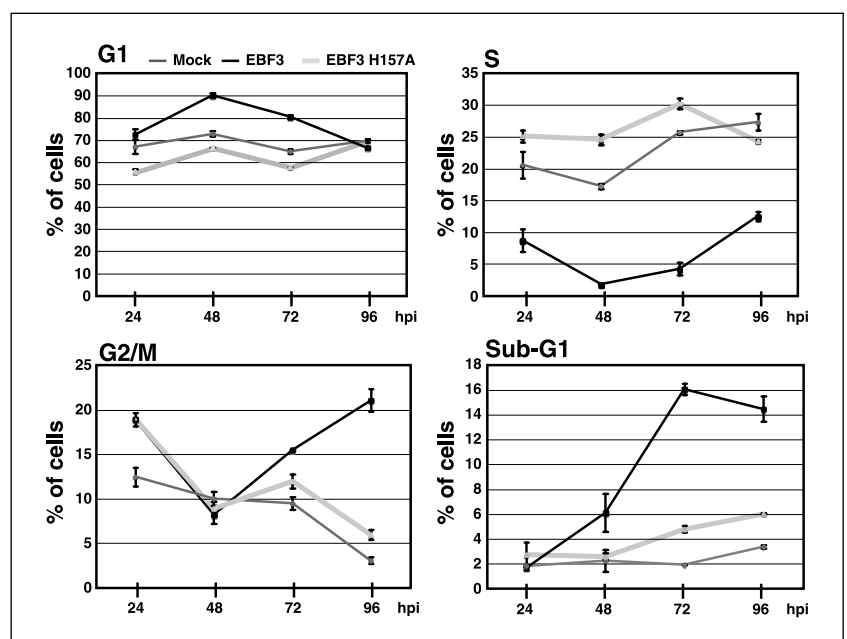 G1
Mock EBF3 EBF3 H157A
% of cells
100
90
80
70
60
50
40
30
20
10
0
24 48 72 96 hpi
S
% of cells
35
30
25
20
15
10
5
0
24 48 72 96 hpi
G2/M
% of cells
25
20
15
10
5
0
24 48 72 96 hpi
Sub-G1
% of cells
18
16
14
12
10
8
6
4
2
0
24 48 72 96 hpi